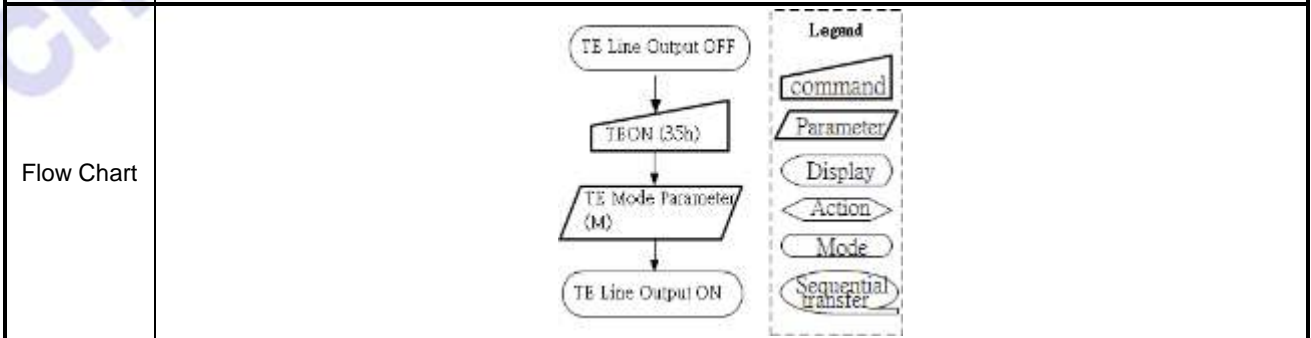 Flow Chart
TE Line Output OFF
TEON (35h)
TE Mode Parameter
(M)
TE Line Output ON
Legend
command
Parameter
Display
Action
Mode
Sequential
transfer